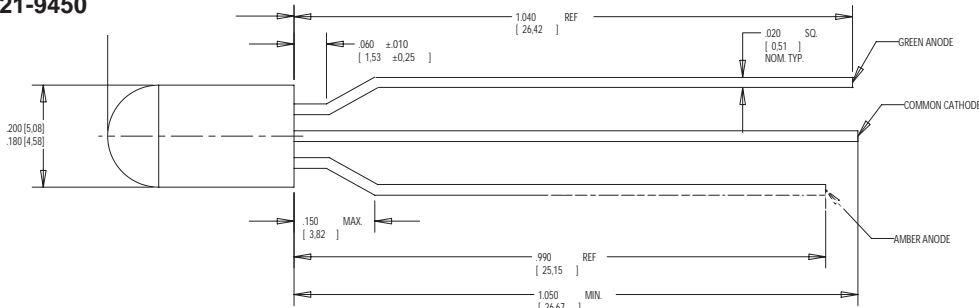 21-9450
1.040 REF
[ 26,42 ]
.020 SQ.
[ 0,51 ]
NOM. TYP.
GREEN ANODE
.060 ±.010
[ 1,53 ±0,25 ]
COMMON CATHODE
.200 [5,08]
.180 [4,58]
.150 MAX.
[ 3,82 ]
AMBER ANODE
.990 REF
[ 25,15 ]
1.050 MIN.
[ 26,67 ]